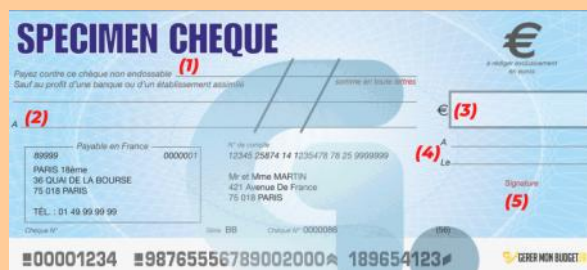 SPECIMEN CHEQUE
€
à rédiger exclusivement
en euros
Payez contre ce chèque non endossable (1)
Sauf au profit d'une banque ou d'un établissement assimilé
somme en toute lettres
€ (3)
A (2)
Payable en France
89999 0000001
PARIS 18ème
36 QUAI DE LA BOURSE
75 018 PARIS
TÉL. : 01 49 99 99 99
N° de compte
12345 25874 14 1235478 78 25 9999999
Mr et Mme MARTIN
421 Avenue De France
75 018 PARIS
(4) A
Le
Signature
(5)
Chèque N°
Série BB
Chèque N° 0000086
(56)
00001234 98765556789002000 189654123
GERER MON BUDGET